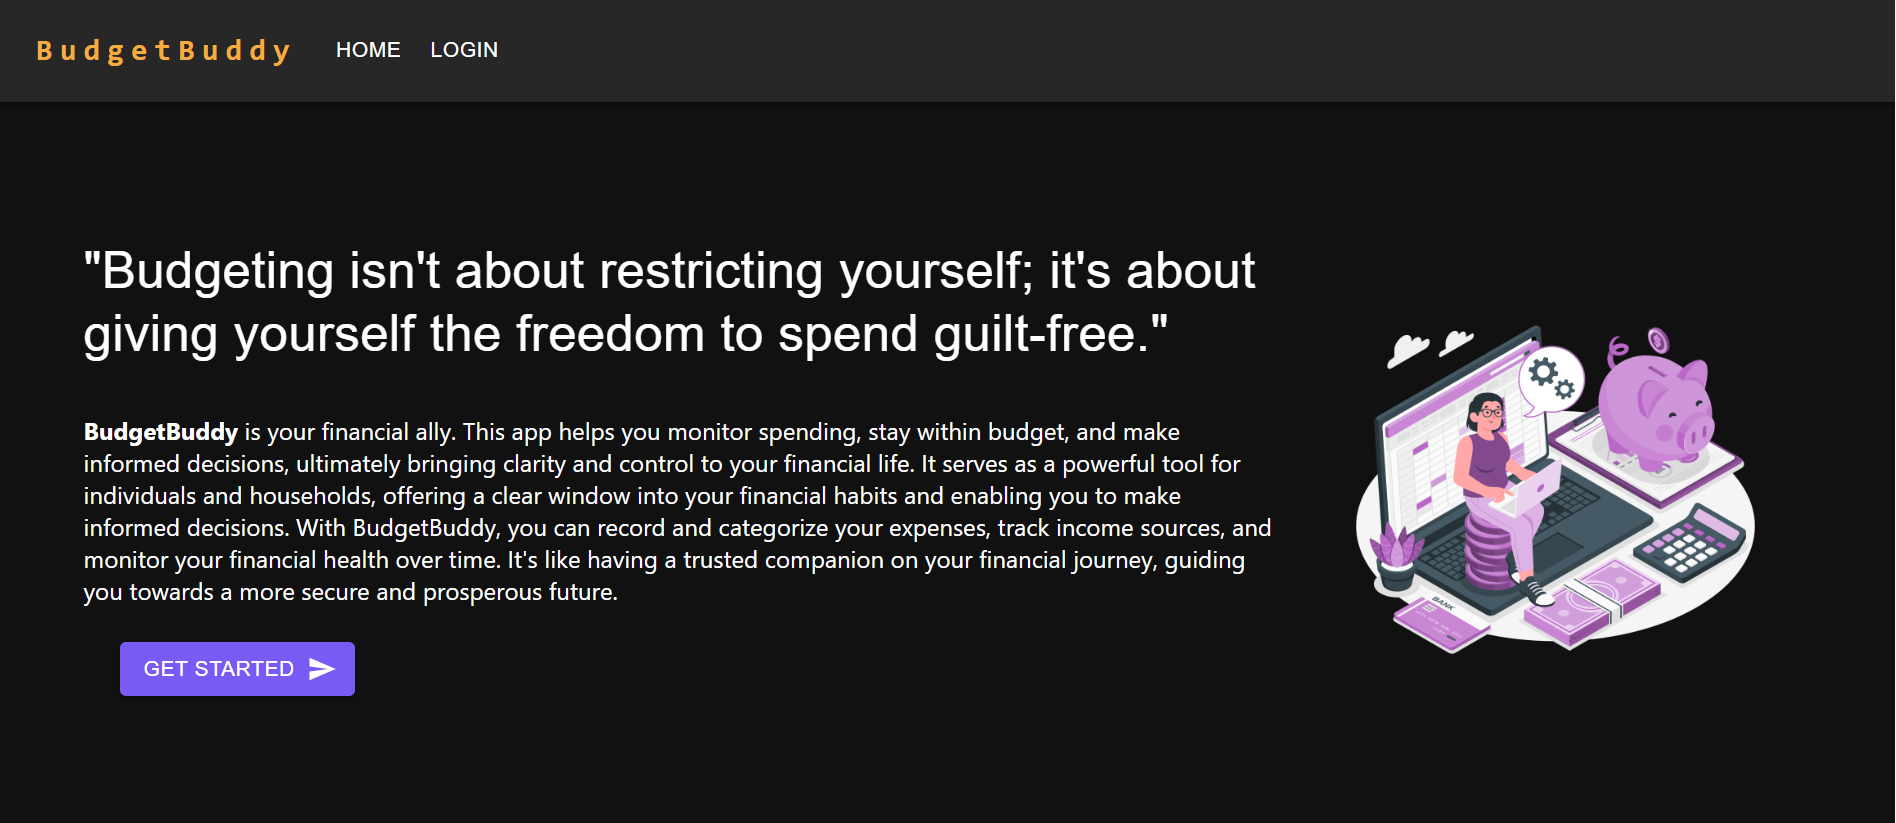 BudgetBuddy HOME LOGIN
"Budgeting isn't about restricting yourself; it's about
giving yourself the freedom to spend guilt-free."
BudgetBuddy is your financial ally. This app helps you monitor spending, stay within budget, and make
informed decisions, ultimately bringing clarity and control to your financial life. It serves as a powerful tool for
individuals and households, offering a clear window into your financial habits and enabling you to make
informed decisions. With BudgetBuddy, you can record and categorize your expenses, track income sources, and
monitor your financial health over time. It's like having a trusted companion on your financial journey, guiding
you towards a more secure and prosperous future.
GET STARTED
$
BANK